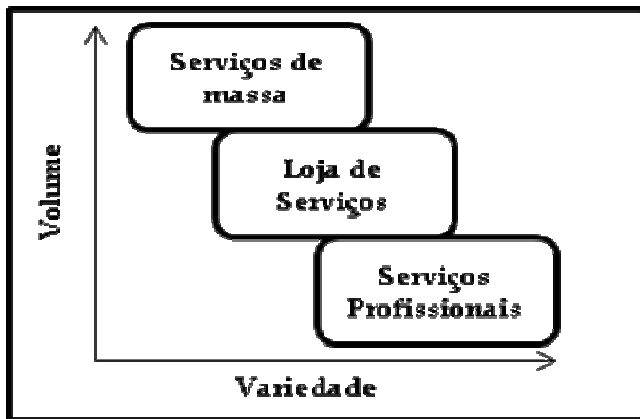 Serviços de
massa
Volume
Loja de
Serviços
Serviços
Profissionais
Variedade